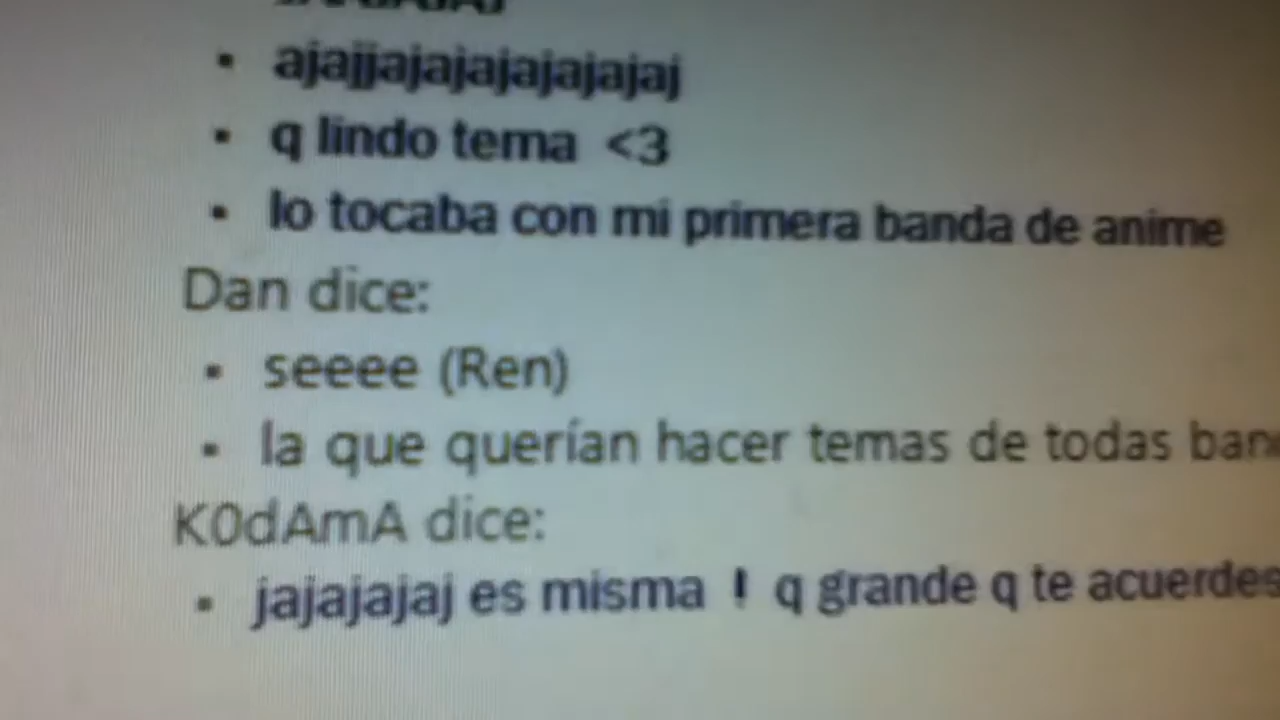 ajajjajajajajajajaj
q lindo tema <3
lo tocaba con mi primera banda de anime
Dan dice:
seeee (Ren)
la que querían hacer temas de todas
K0dAmA dice:
jajajajaj es misma ! q grande q te acuerdes